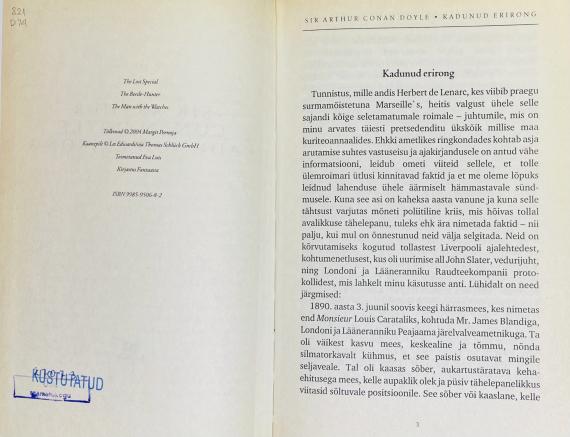 821
The Lost Special
The Beetle-Hunter
The Man with the Watches
Tõlkinud © 2004 Margit Peronja
Kaanepilt © Les Edwards/via Thomas Schlück GmbH
Toimetanud Eva Luts
Kirjastus Fantaasia
ISBN 9985-9506-8-2
KUSTUTATUD
SIR ARTHUR CONAN DOYLE • KADUNUD ERIRONG
Kadunud erirong
Tunnistus, mille andis Herbert de Lenarc, kes viibib praegu
surmamõistetuna Marseille`s, heitis valgust ühele selle
sajandi kõige seletamatumale roimale – juhtumile, mis on
minu arvates täiesti pretsedenditu ükskõik millise maa
kuriteoannaalides. Ehkki ametlikes ringkondades kohtab asja
arutamise suhtes vastuseisu ja ajakirjandusele on antud vähe
informatsiooni, leidub ometi viiteid sellele, et tolle
ülemroimari ütlusi kinnitavad faktid ja et me oleme lõpuks
leidnud lahenduse ühele äärmiselt hämmastavale sünd-
musele. Kuna see asi on kaheksa aasta vanune ja kuna selle
tähtsust varjutas mõneti poliitiline kriis, mis hõivas tollal
avalikkuse tähelepanu, tuleks ehk ära nimetada faktid – nii
palju, kui mul on õnnestunud neid välja selgitada. Neid on
kõrvutamiseks kogutud tollastest Liverpooli ajalehtedest,
kohtumenetlusest, kus oli uurimise all John Slater, vedurijuht,
ning Londoni ja Lääneranniku Raudteekompanii proto-
kollidest, mis lahkelt minu käsutusse anti. Lühidalt on need
järgmised:
1890. aasta 3. juunil soovis keegi härrasmees, kes nimetas
end Monsieur Louis Carataliks, kohtuda Mr. James Blandiga,
Londoni ja Lääneranniku Peajaama järelvalveametnikuga. Ta
oli väikest kasvu mees, keskealine ja tõmmu, nõnda
silmatorkavalt kühmus, et see paistis osutavat mingile
seljaveale. Tal oli kaasas sõber, aukartustäratava keha-
ehitusega mees, kelle aupaklik olek ja püsiv tähelepanelikkus
viitasid sõltuvale positsioonile. See sõber või kaaslane, kelle
3